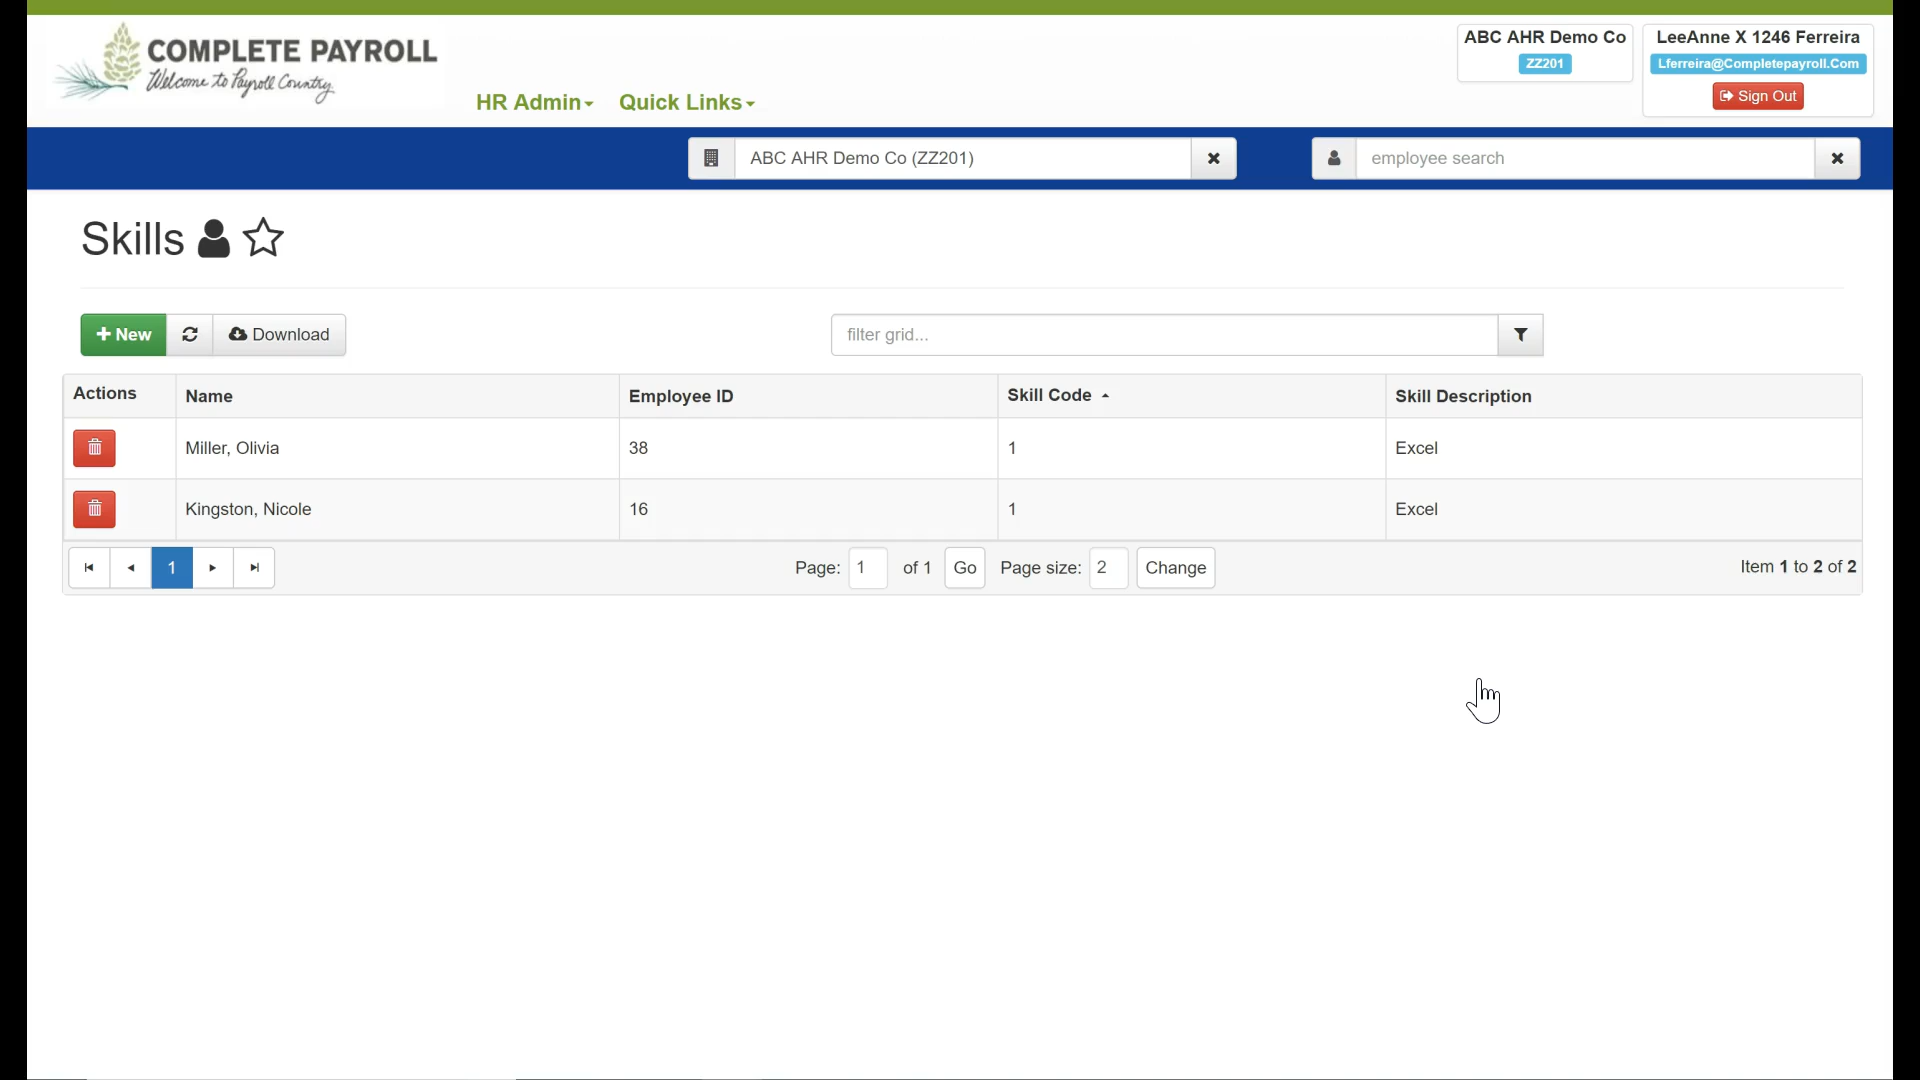 COMPLETE PAYROLL
Welcome to Payroll Country
HR Admin
Quick Links
ABC AHR Demo Co
ZZ201
LeeAnne X 1246 Ferreira
Lferreira@Completepayroll.Com
Sign Out
ABC AHR Demo Co (ZZ201)
employee search
Skills
New
Download
filter grid...
Actions Name Employee ID Skill Code Skill Description
Miller, Olivia 38 1 Excel
Kingston, Nicole 16 1 Excel
1 Page: 1 of 1 Go Page size: 2 Change Item 1 to 2 of 2